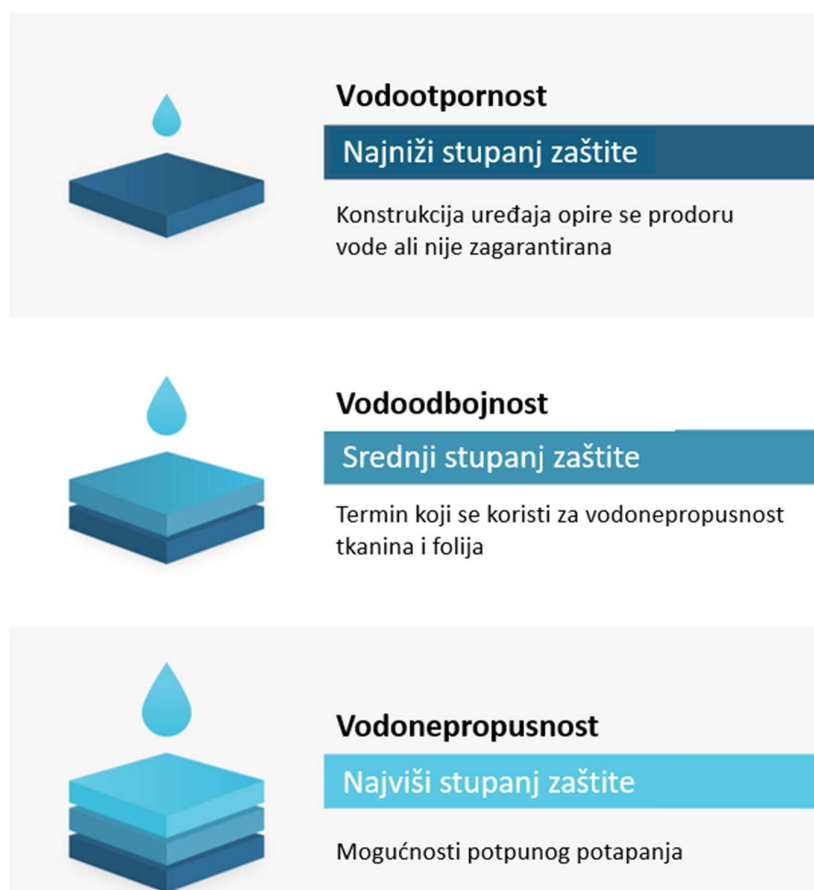 Vodootpornost
Najniži stupanj zaštite
Konstrukcija uređaja opire se prodoru
vode ali nije zagarantirana
Vodoodbojnost
Srednji stupanj zaštite
Termin koji se koristi za vodonepropusnost
tkanina i folija
Vodonepropusnost
Najviši stupanj zaštite
Mogućnosti potpunog potapanja